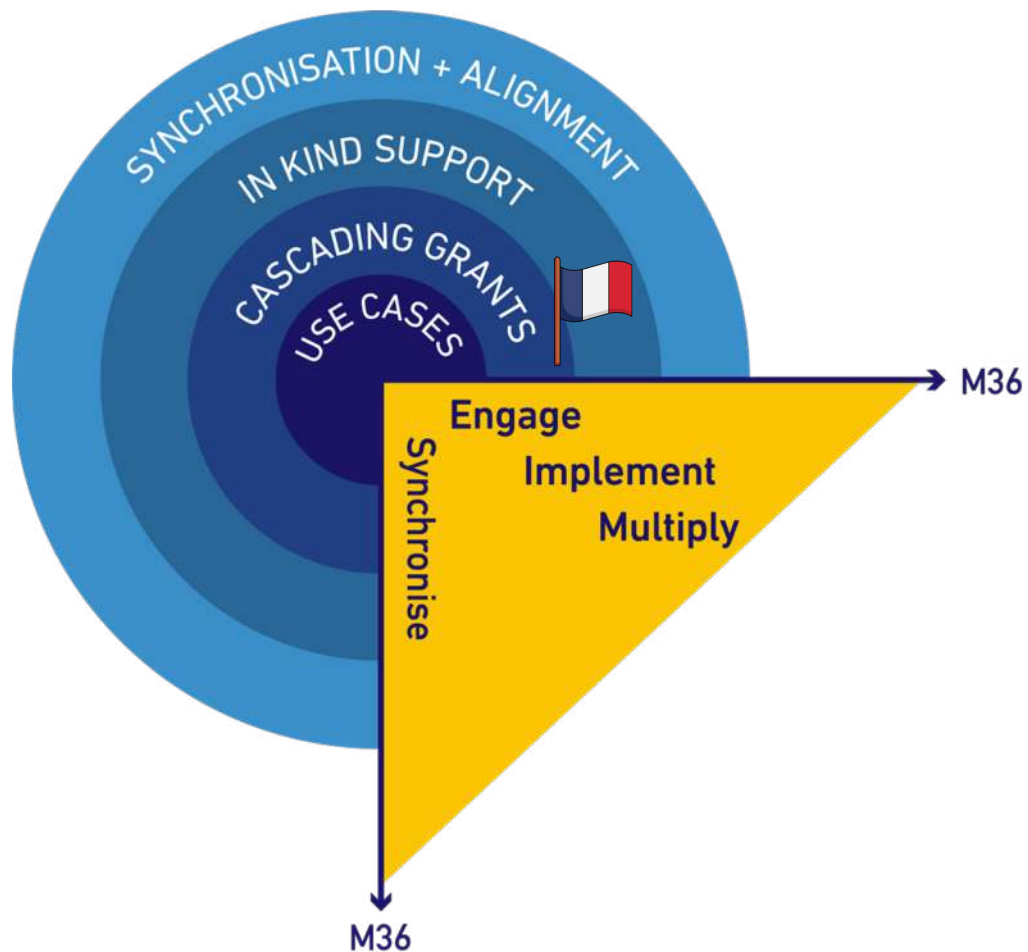 SYNCHRONISATION + ALIGNMENT
IN KIND SUPPORT
CASCADING GRANTS
USE CASES
M36
Engage
Synchronise
Implement
Multiply
M36